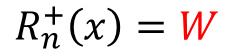 $R_n^+(x) = W$